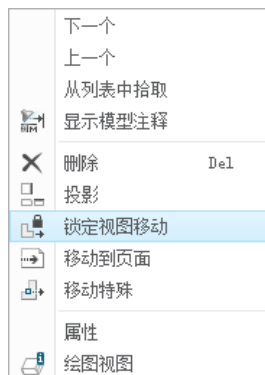 下一个
上一个
从列表中拾取
显示模型注释
删除 Del
投影
锁定视图移动
移动到页面
移动特殊
属性
绘图视图